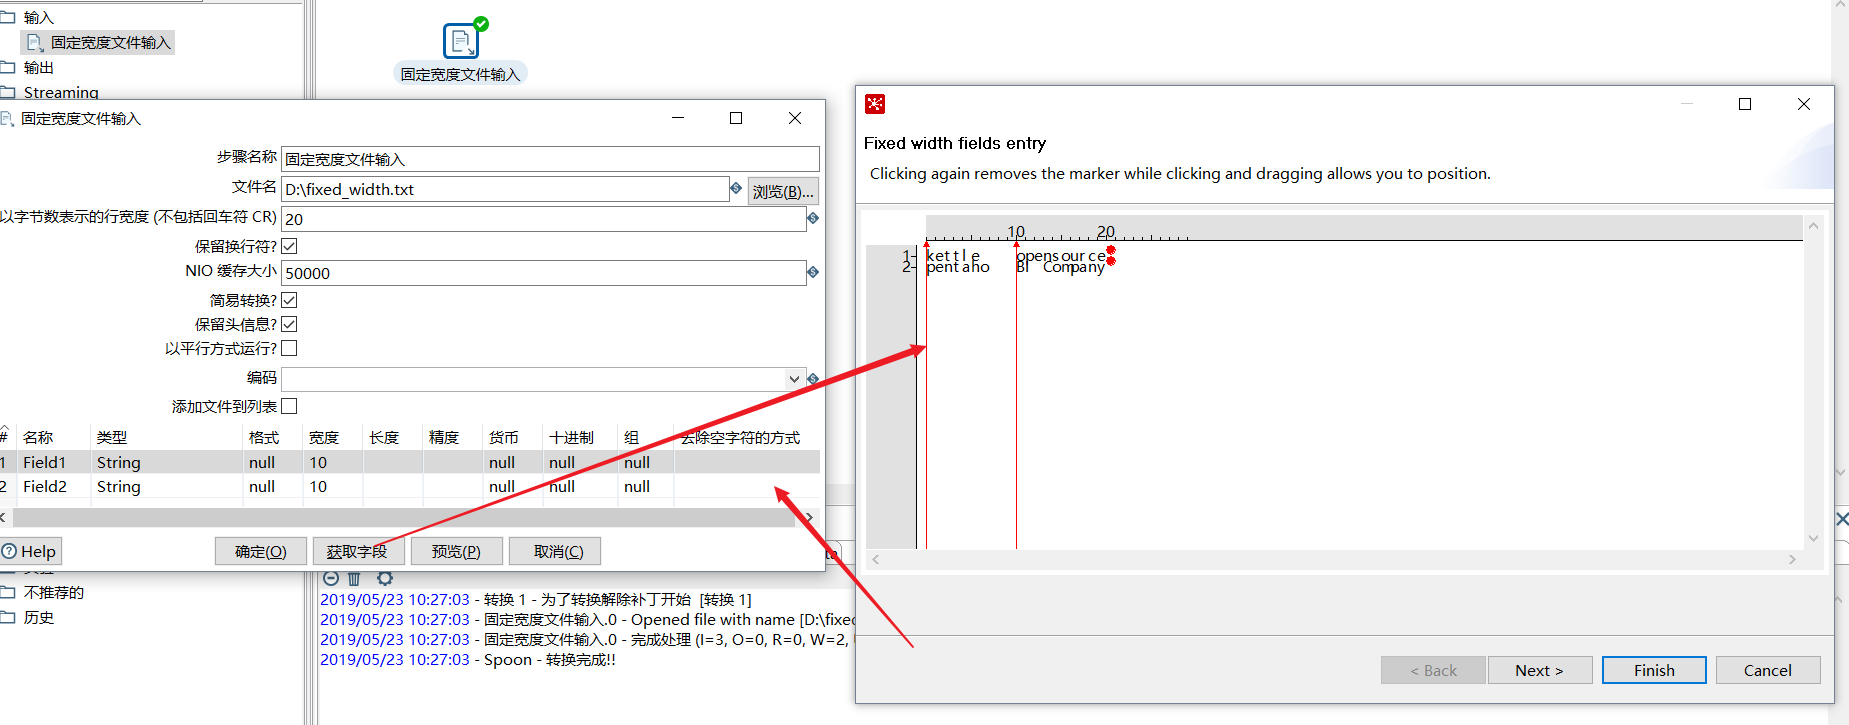 输入
固定宽度文件输入
输出
Streaming
固定宽度文件输入
固定宽度文件输入
步骤名称 固定宽度文件输入
文件名 D:\fixed_width.txt 浏览(B)...
以字节数表示的行宽度 (不包括回车符 CR) 20
保留换行符?
NIO 缓存大小 50000
简易转换?
保留头信息?
以平行方式运行?
编码
添加文件到列表
# 名称 类型 格式 宽度 长度 精度 货币 十进制 组 去除空字符的方式
1 Field1 String null 10 null null null
2 Field2 String null 10 null null null
Help 确定(O) 获取字段 预览(P) 取消(C)
不推荐的
历史
2019/05/23 10:27:03 - 转换 1 - 为了转换解除补丁开始 [转换 1]
2019/05/23 10:27:03 - 固定宽度文件输入.0 - Opened file with name [D:\fixed
2019/05/23 10:27:03 - 固定宽度文件输入.0 - 完成处理 (I=3, O=0, R=0, W=2,
2019/05/23 10:27:03 - Spoon - 转换完成!!
Fixed width fields entry
Clicking again removes the marker while clicking and dragging allows you to position.
10 20
1 kettle opensource
2 pentaho BI Company
< Back Next > Finish Cancel